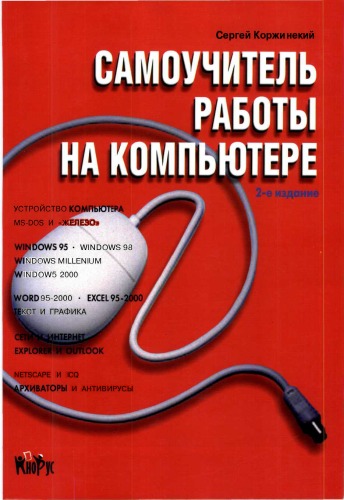 Сергей Коржинекий
САМОУЧИТЕЛЬ
РАБОТЫ
НА КОМПЬЮТЕРЕ
2-е издание
УСТРОЙСТВО КОМПЬЮТЕРА
MS-DOS И «ЖЕЛЕЗО»
WINDOWS 95 · WINDOWS 98
WINDOWS MILLENIUM
WINDOW5 2000
WORD 95-2000 · EXCEL 95-2000
ТЕКСТ И ГРАФИКА
СЕТИ И ИНТЕРНЕТ
EXPLORER И OUTLOOK
NETSCAPE И ICQ
АРХИВАТОРЫ И АНТИВИРУСЫ
КноРус